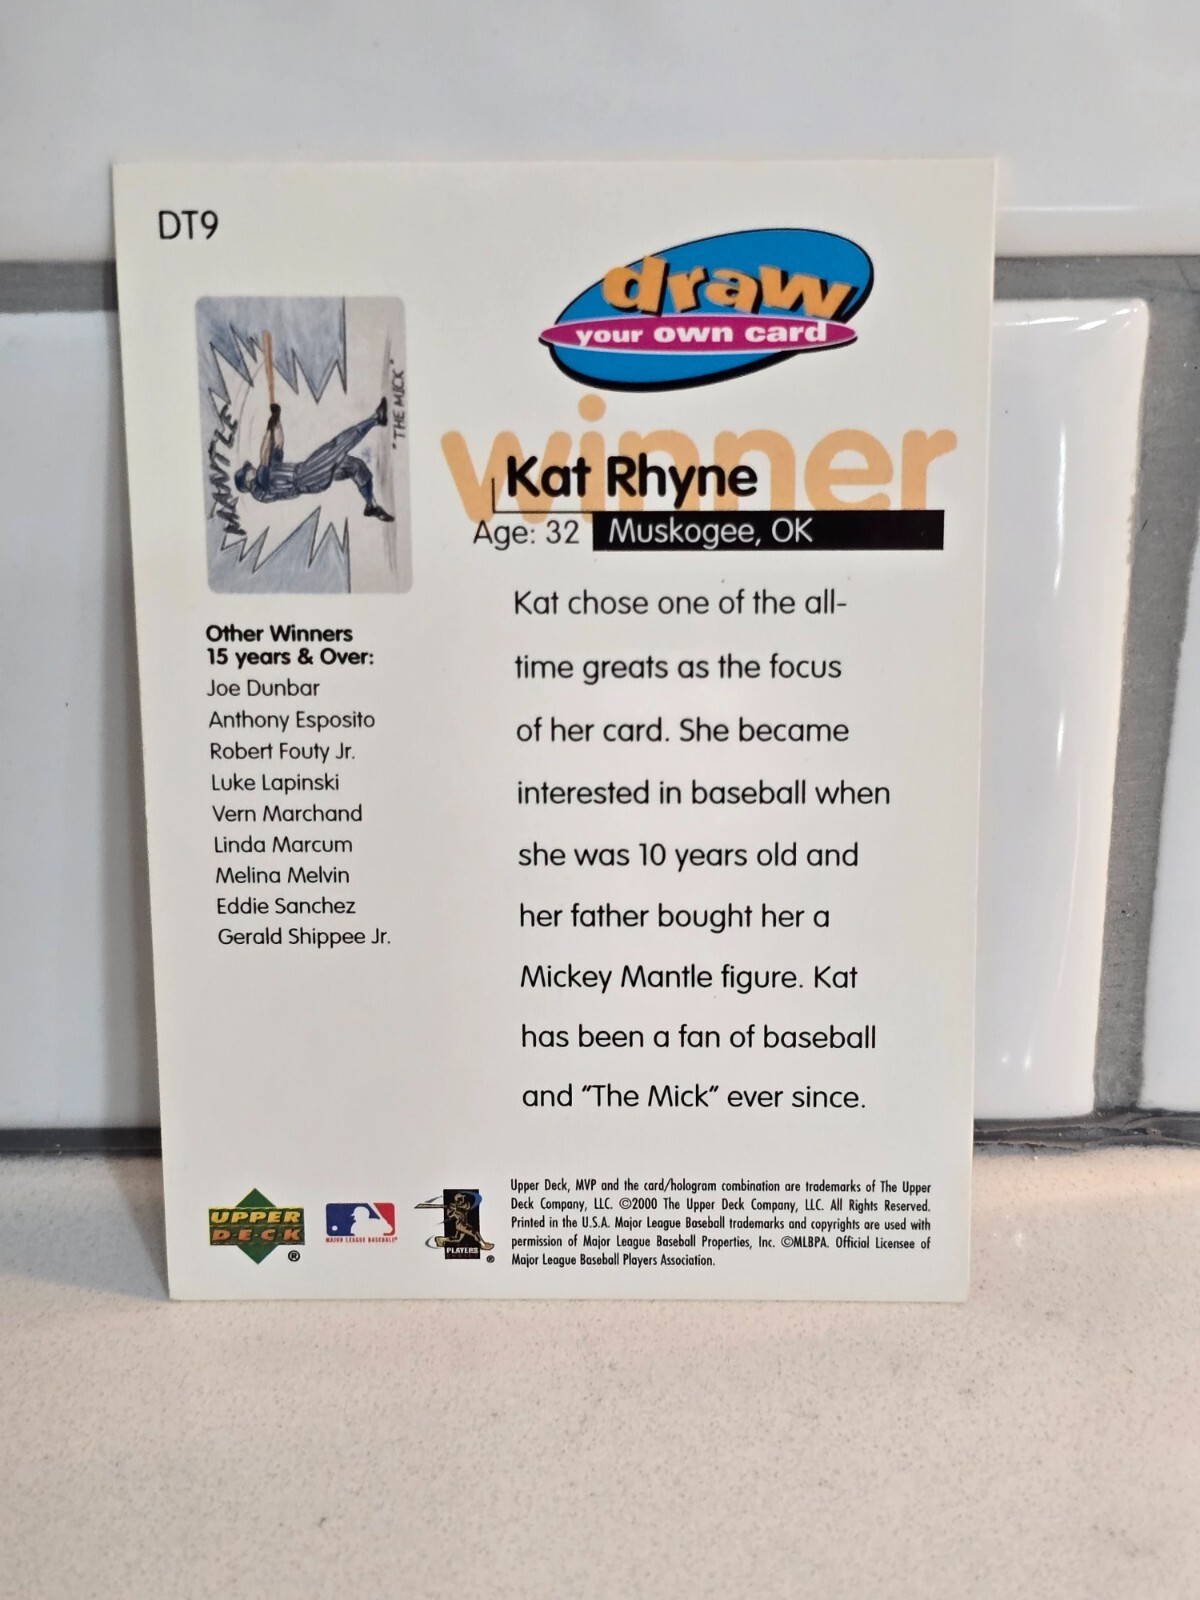 DT9
draw
your own card
MANTLE
"THE MICK"
winner
Kat Rhyne
Age: 32 Muskogee, OK
Kat chose one of the all-
time greats as the focus
of her card. She became
interested in baseball when
she was 10 years old and
her father bought her a
Mickey Mantle figure. Kat
has been a fan of baseball
and "The Mick" ever since.
Other Winners
15 years & Over:
Joe Dunbar
Anthony Esposito
Robert Fouty Jr.
Luke Lapinski
Vern Marchand
Linda Marcum
Melina Melvin
Eddie Sanchez
Gerald Shippee Jr.
UPPER
DECK
®
MAJOR LEAGUE BASEBALL®
PLAYERS
®
Upper Deck, MVP and the card/hologram combination are trademarks of The Upper
Deck Company, LLC. ©2000 The Upper Deck Company, LLC. All Rights Reserved.
Printed in the U.S.A. Major League Baseball trademarks and copyrights are used with
permission of Major League Baseball Properties, Inc. ©MLBPA. Official Licensee of
Major League Baseball Players Association.